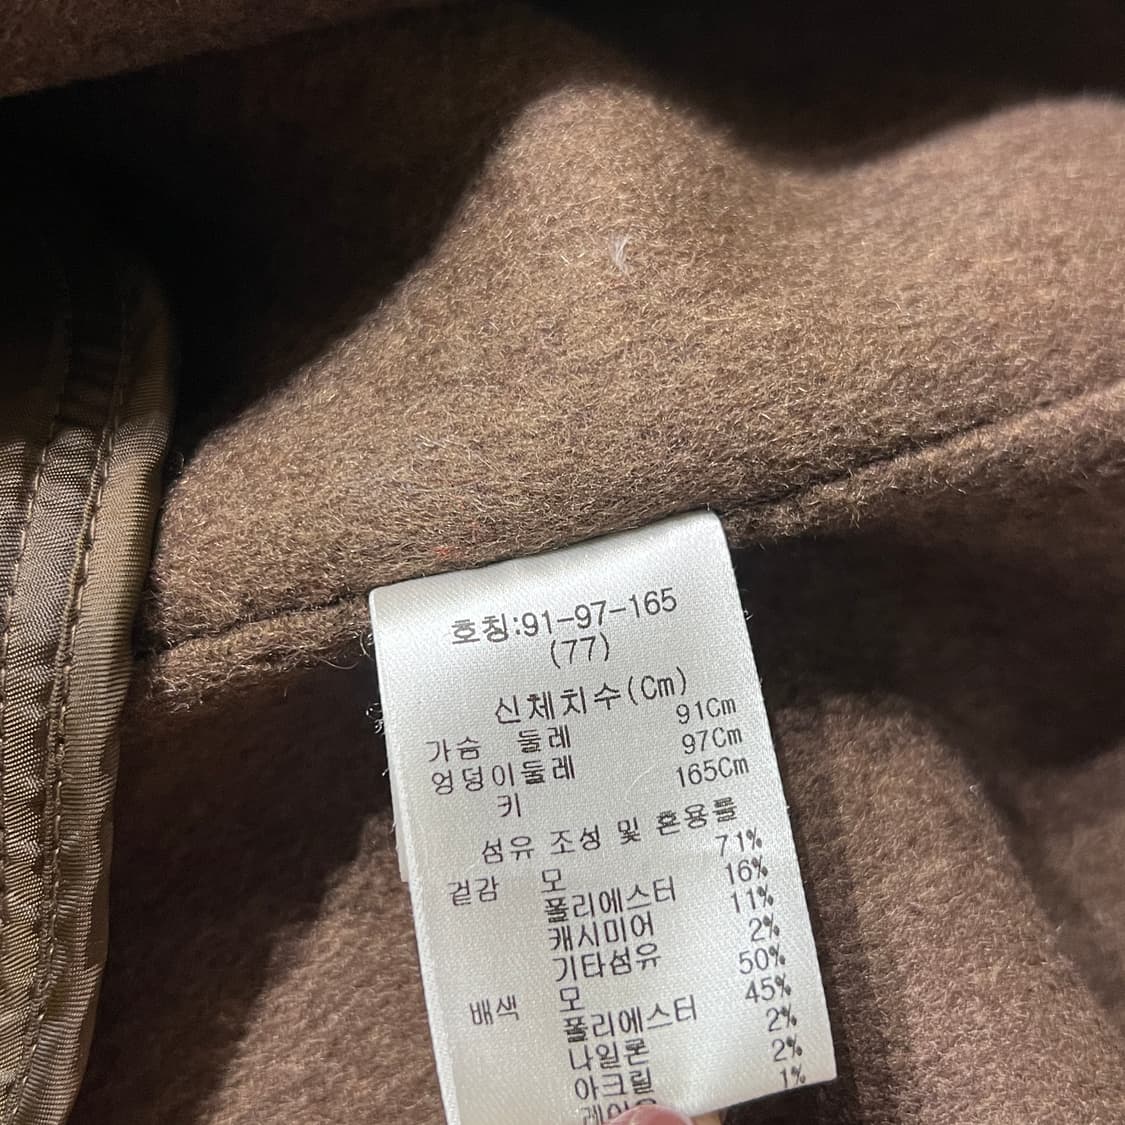 호칭:91-97-165
(77)
신체치수(Cm)
가슴 둘레 91Cm
엉덩이둘레 97Cm
키 165Cm
섬유 조성 및 혼용률
겉감 모 71%
폴리에스터 16%
캐시미어 11%
기타섬유 2%
배색 모 50%
폴리에스터 45%
나일론 2%
아크릴 2%
레이온 1%